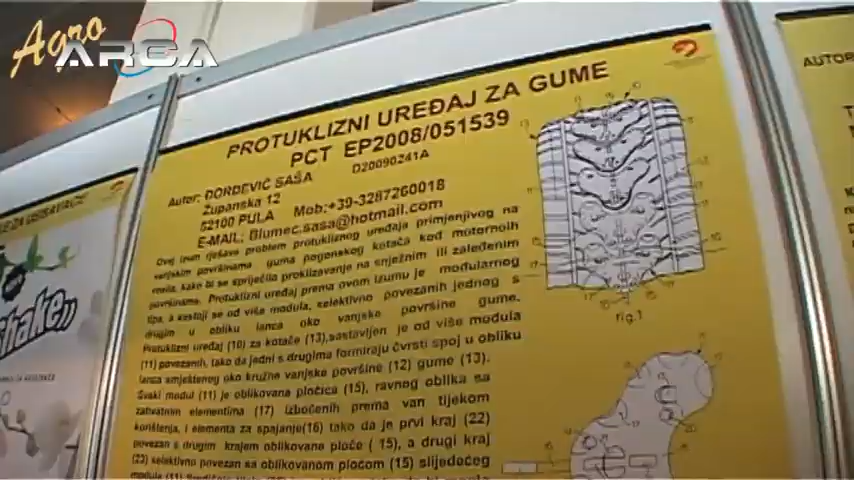 Agro
ARCA
PROTUKLIZNI UREĐAJ ZA GUME
PCT EP2008/051539
D20090241A
Autor: ĐORĐEVIĆ SAŠA
Županska 12
52100 PULA Mob:+39-3287260018
E-MAIL: Blumec.sasa@hotmail.com
Ovaj izum rješava problem protukliznog uređaja primjenjivog na
vanjskim površinama guma pogonskog kotača kod motornih
vozila, kako bi se spriječilo proklizavanje na snježnim ili zaleđenim
površinama. Protuklizni uređaj prema ovom izumu je modularnog
tipa, a sastoji se od više modula, selektivno povezanih jednog s
drugim u obliku lanca oko vanjske površine gume.
Protuklizni uređaj (10) za kotače (13),sastavljen je od više modula
(11) povezanih, tako da jedni s drugima formiraju čvrsti spoj u obliku
lanca smještenog oko kružne vanjske površine (12) gume (13).
Svaki modul (11) je oblikovana pločica (15), ravnog oblika sa
zahvatnim elementima (17) izbočenih prema van tijekom
korištenja, i elementa za spajanje(16) tako da je prvi kraj (22)
povezan s drugim krajem oblikovane ploče ( 15), a drugi kraj
(23) selektivno povezan sa oblikovanom pločom (15) slijedećeg
fig.1
AUTOR
shake